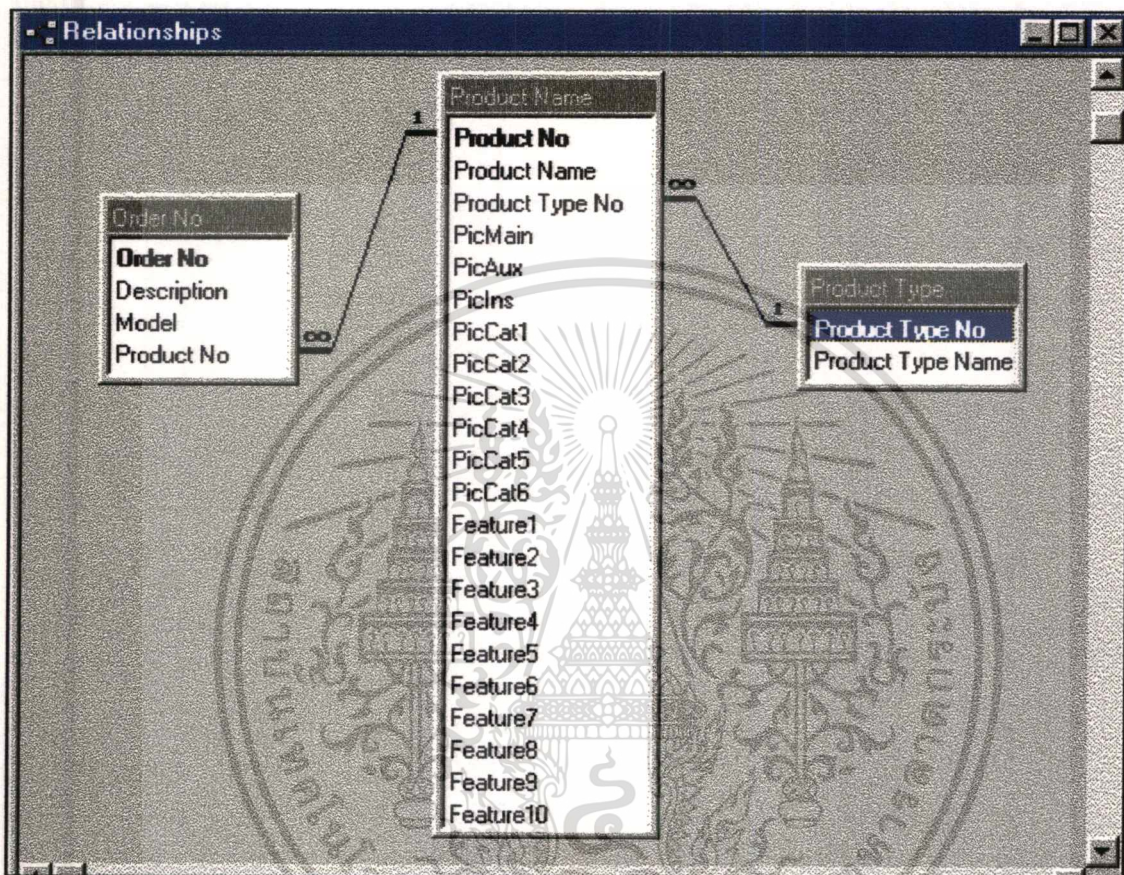 Relationships
Order No
Order No
Description
Model
Product No
∞
1
Product Name
Product No
Product Name
Product Type No
PicMain
PicAux
PicIns
PicCat1
PicCat2
PicCat3
PicCat4
PicCat5
PicCat6
Feature1
Feature2
Feature3
Feature4
Feature5
Feature6
Feature7
Feature8
Feature9
Feature10
∞
1
Product Type
Product Type No
Product Type Name